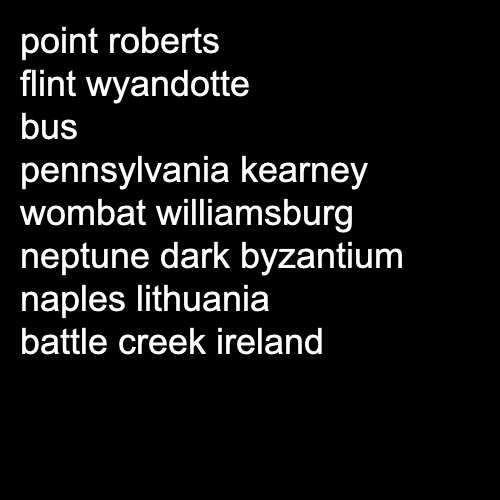 point roberts
flint wyandotte
bus
pennsylvania kearney
wombat williamsburg
neptune dark byzantium
naples lithuania
battle creek ireland